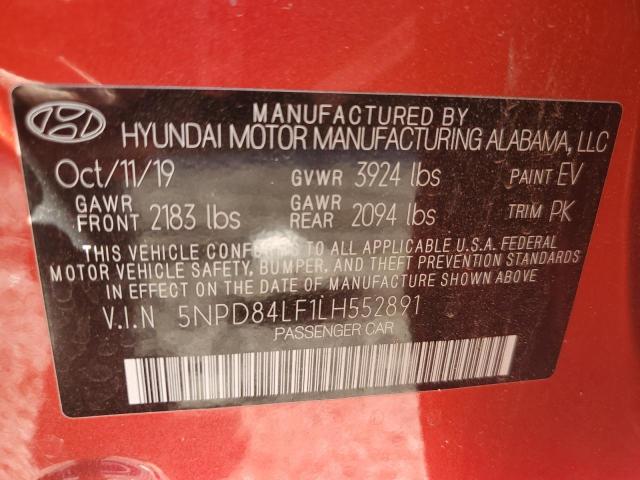 MANUFACTURED BY
HYUNDAI MOTOR MANUFACTURING ALABAMA, LLC
Oct/11/19 GVWR 3924 lbs PAINT EV
GAWR FRONT 2183 lbs GAWR REAR 2094 lbs TRIM PK
THIS VEHICLE CONFORMS TO ALL APPLICABLE U.S.A. FEDERAL
MOTOR VEHICLE SAFETY, BUMPER, AND THEFT PREVENTION STANDARDS
IN EFFECT ON THE DATE OF MANUFACTURE SHOWN ABOVE.
V.I.N 5NPD84LF1LH552891
PASSENGER CAR